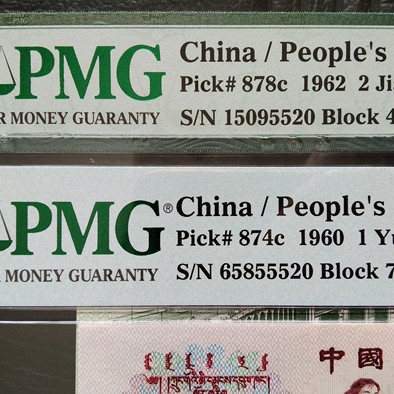 PMG
China / People's
Pick# 878c 1962 2 Ji
R MONEY GUARANTY
S/N 15095520 Block 4
PMG®
China / People's
Pick# 874c 1960 1 Yu
MONEY GUARANTY
S/N 65855520 Block 7
中國